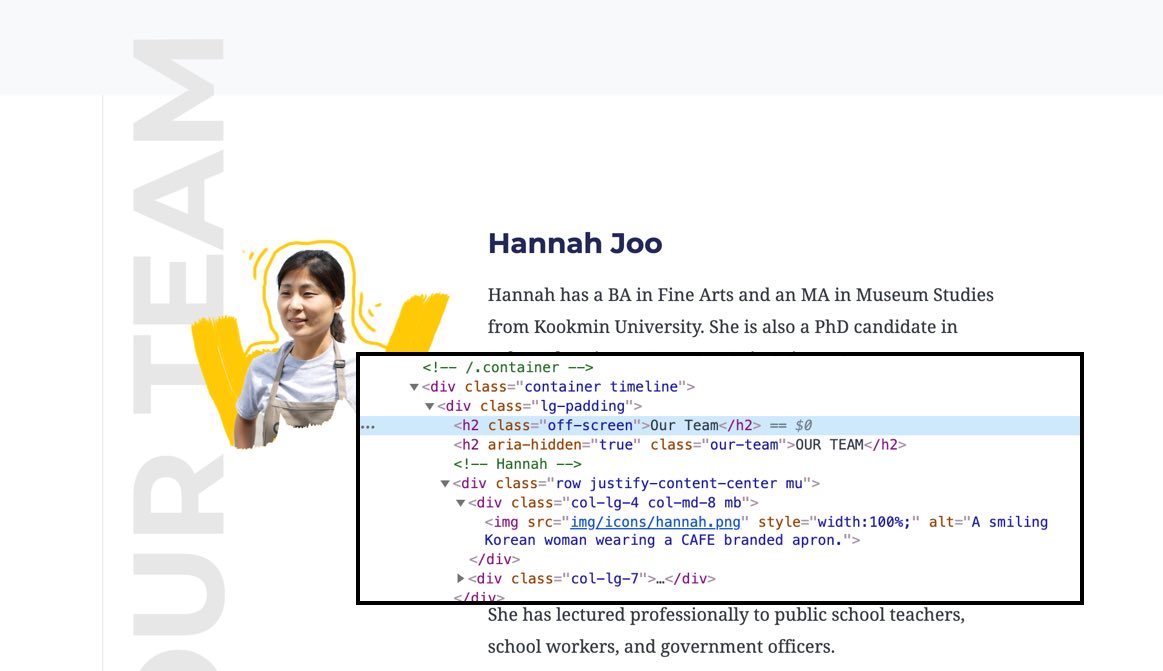 OUR TEAM
Hannah Joo
Hannah has a BA in Fine Arts and an MA in Museum Studies
from Kookmin University. She is also a PhD candidate in
<!-- /.container -->
▼<div class="container timeline">
▼<div class="lg-padding">
…<h2 class="off-screen">Our Team</h2> == $0
<h2 aria-hidden="true" class="our-team">OUR TEAM</h2>
<!-- Hannah -->
▼<div class="row justify-content-center mu">
▼<div class="col-lg-4 col-md-8 mb">
<img src="img/icons/hannah.png" style="width:100%;" alt="A smiling
Korean woman wearing a CAFE branded apron.">
</div>
▶<div class="col-lg-7">…</div>
</div>
She has lectured professionally to public school teachers,
school workers, and government officers.